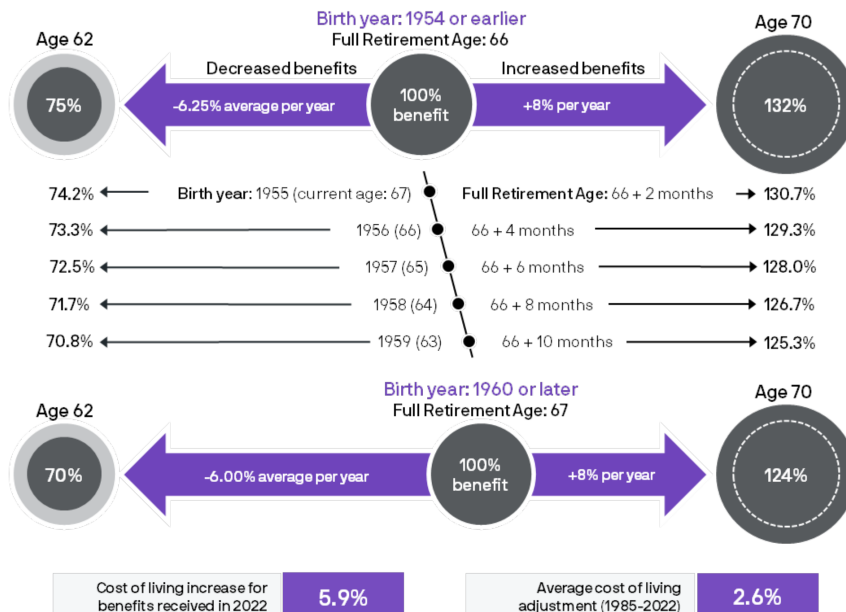 Birth year: 1954 or earlier
Full Retirement Age: 66
Age 62
Age 70
Decreased benefits
Increased benefits
75%
-6.25% average per year
100%
benefit
+8% per year
132%
74.2%
Birth year: 1955 (current age: 67)
Full Retirement Age: 66 + 2 months
130.7%
73.3%
1956 (66)
66 + 4 months
129.3%
72.5%
1957 (65)
66 + 6 months
128.0%
71.7%
1958 (64)
66 + 8 months
126.7%
70.8%
1959 (63)
66 + 10 months
125.3%
Birth year: 1960 or later
Full Retirement Age: 67
Age 62
Age 70
70%
-6.00% average per year
100%
benefit
+8% per year
124%
Cost of living increase for
benefits received in 2022
5.9%
Average cost of living
adjustment (1985-2022)
2.6%